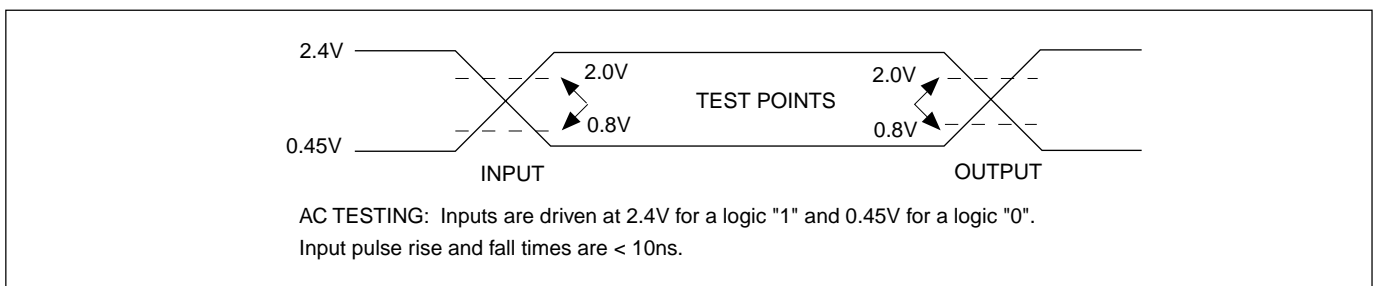 2.4V
2.0V
2.0V
TEST POINTS
0.8V
0.8V
0.45V
INPUT
OUTPUT
AC TESTING: Inputs are driven at 2.4V for a logic "1" and 0.45V for a logic "0".
Input pulse rise and fall times are < 10ns.